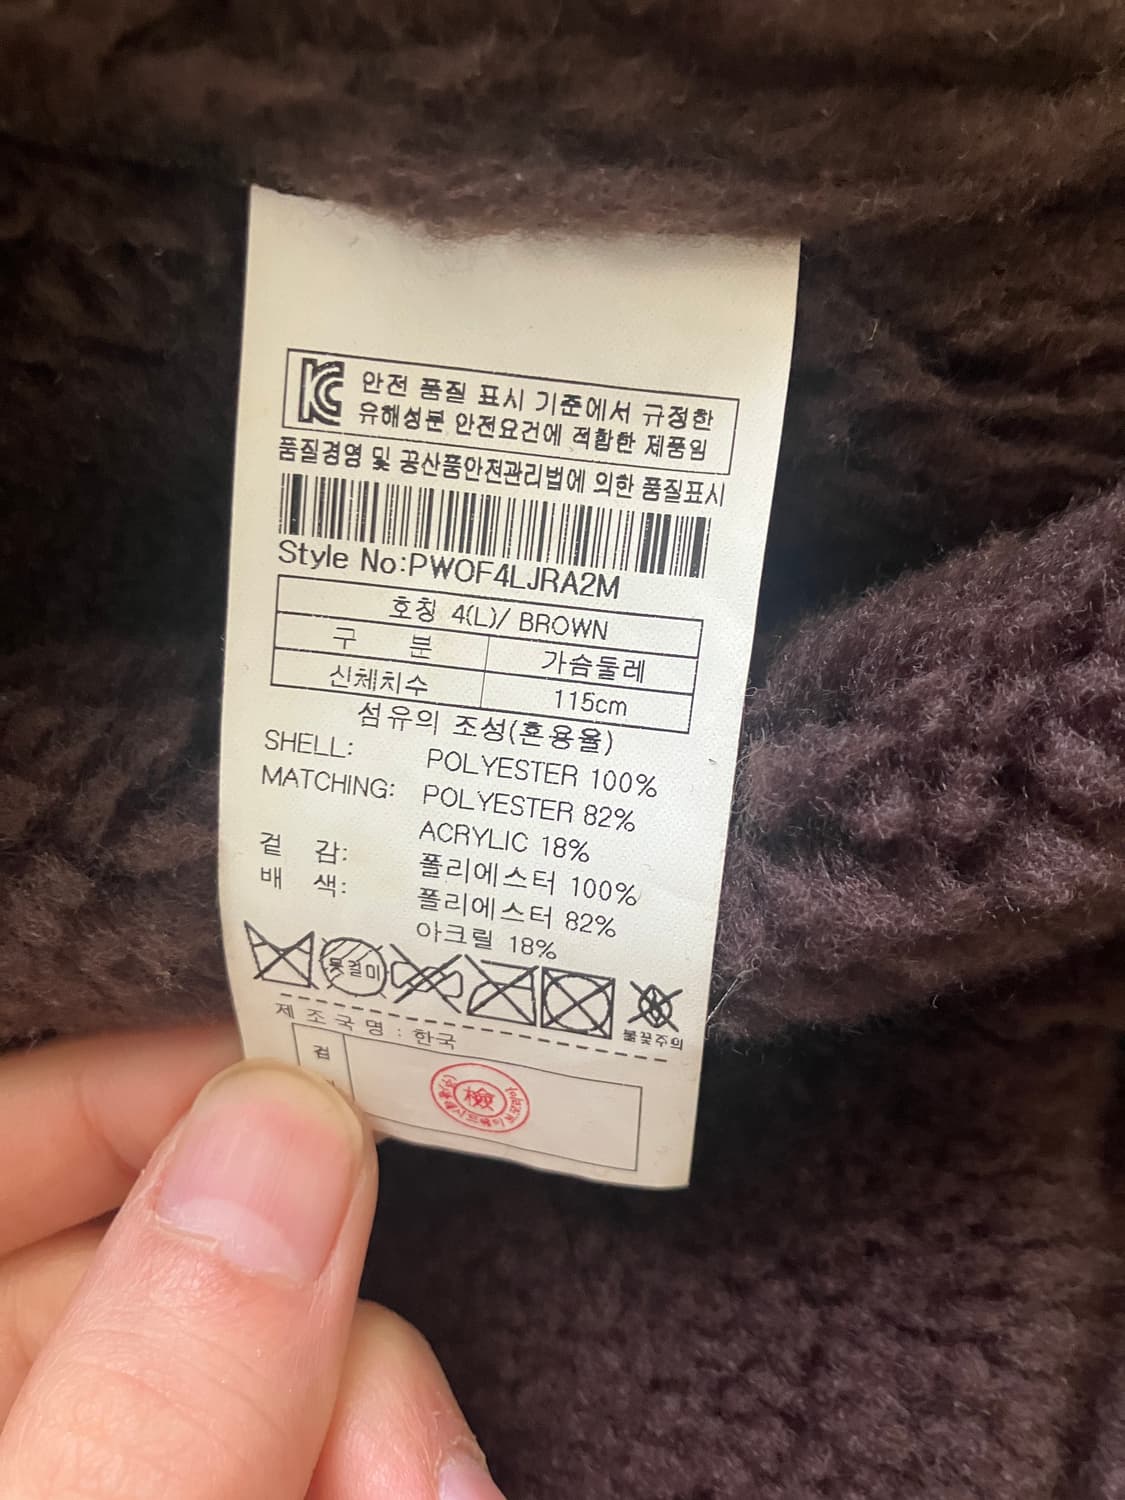 KC 안전 품질 표시 기준에서 규정한
유해성분 안전요건에 적합한 제품임
품질경영 및 공산품안전관리법에 의한 품질표시
Style No:PWOF4LJRA2M
호칭 4(L)/ BROWN
구 분 가슴둘레
신체치수 115cm
섬유의 조성(혼용율)
SHELL: POLYESTER 100%
MATCHING: POLYESTER 82%
ACRYLIC 18%
겉 감: 폴리에스터 100%
배 색: 폴리에스터 82%
아크릴 18%
불꽃주의
제 조 국 명 : 한국
검
檢